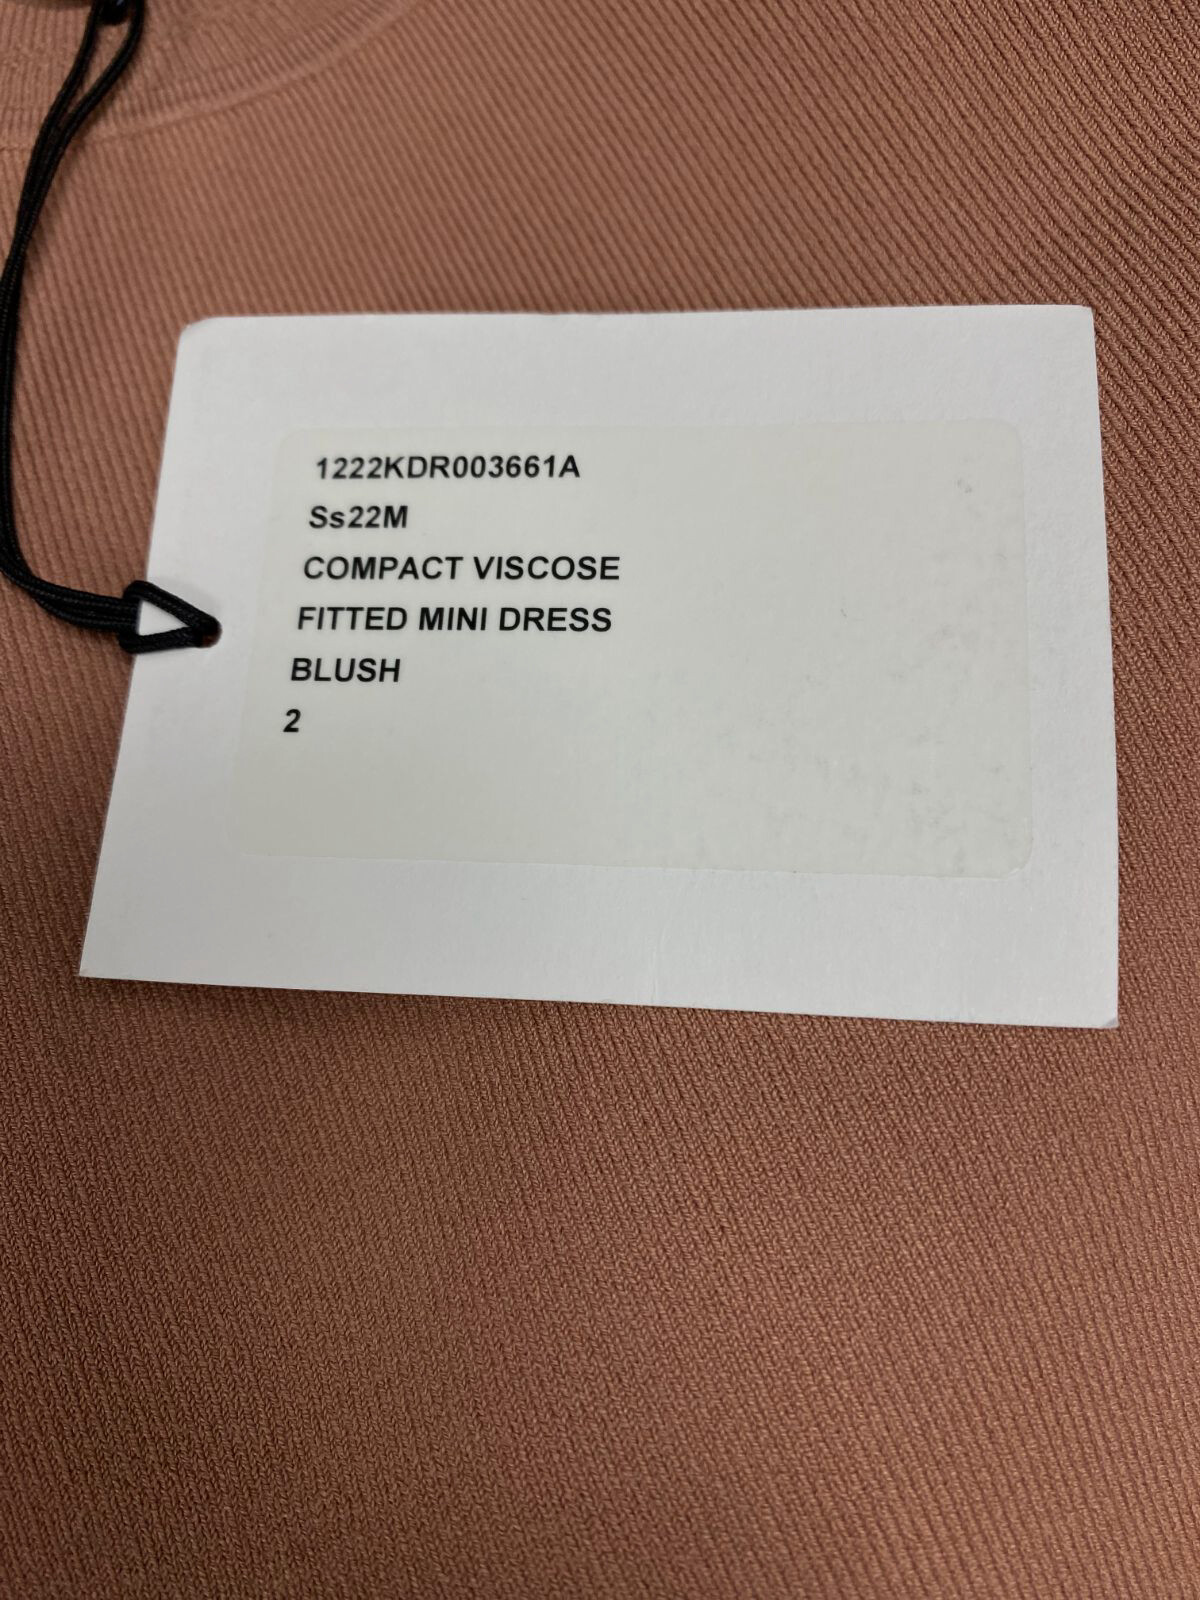 1222KDR003661A
Ss22M
COMPACT VISCOSE
FITTED MINI DRESS
BLUSH
2